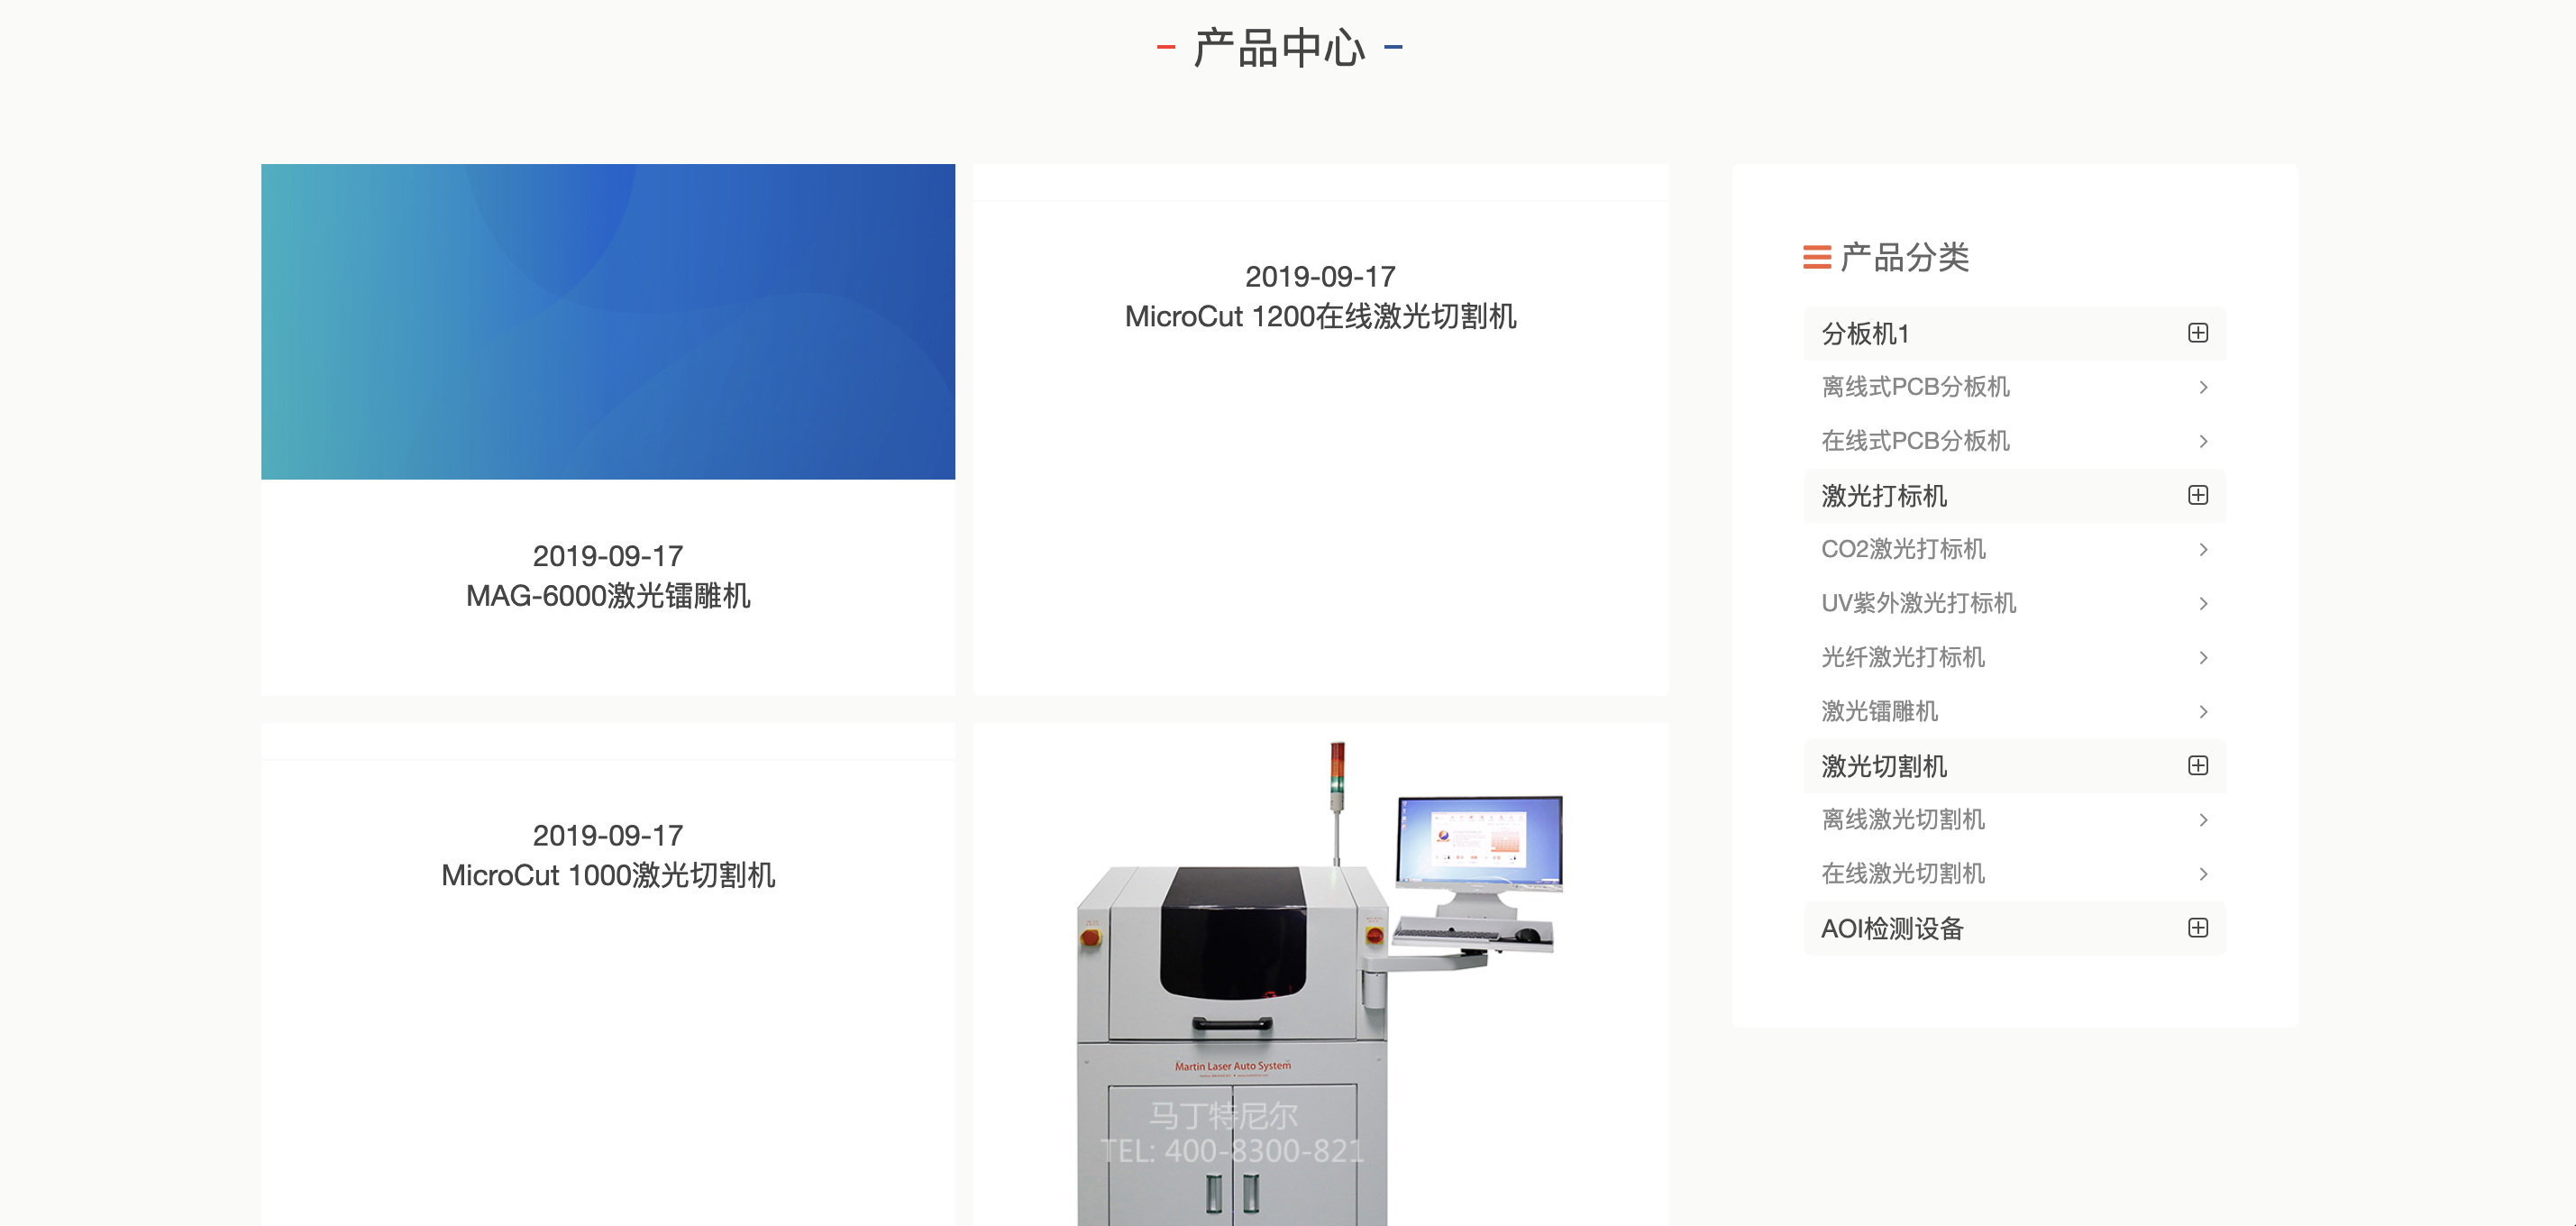 产品中心
2019-09-17
MAG-6000激光镭雕机
2019-09-17
MicroCut 1200在线激光切割机
2019-09-17
MicroCut 1000激光切割机
Martin Laser Auto System
马丁特尼尔
TEL: 400-8300-821
产品分类
分板机1
离线式PCB分板机
在线式PCB分板机
激光打标机
CO2激光打标机
UV紫外激光打标机
光纤激光打标机
激光镭雕机
激光切割机
离线激光切割机
在线激光切割机
AOI检测设备